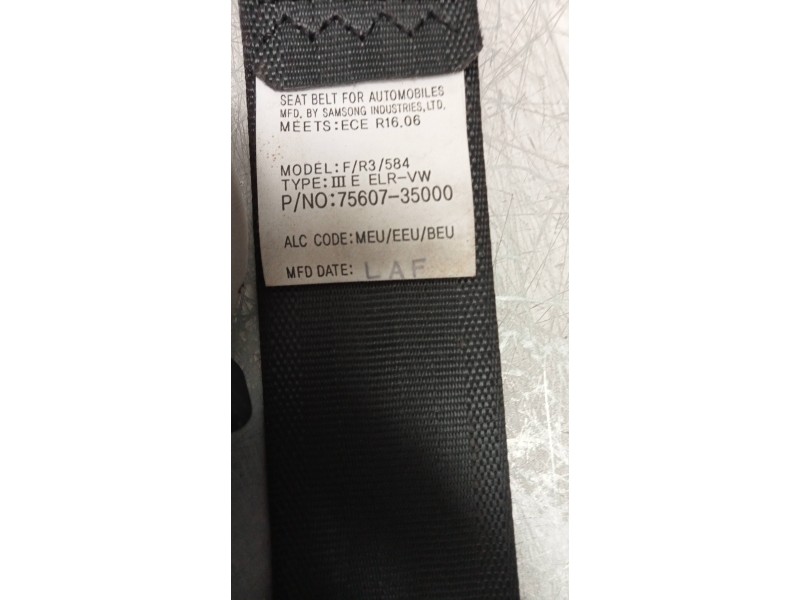 SEAT BELT FOR AUTOMOBILES
MFD. BY SAMSONG INDUSTRIES,LTD.
MEETS:ECE R16.06
MODEL:F/R3/584
TYPE:III E ELR-VW
P/NO:75607-35000
ALC CODE:MEU/EEU/BEU
MFD DATE: LAF